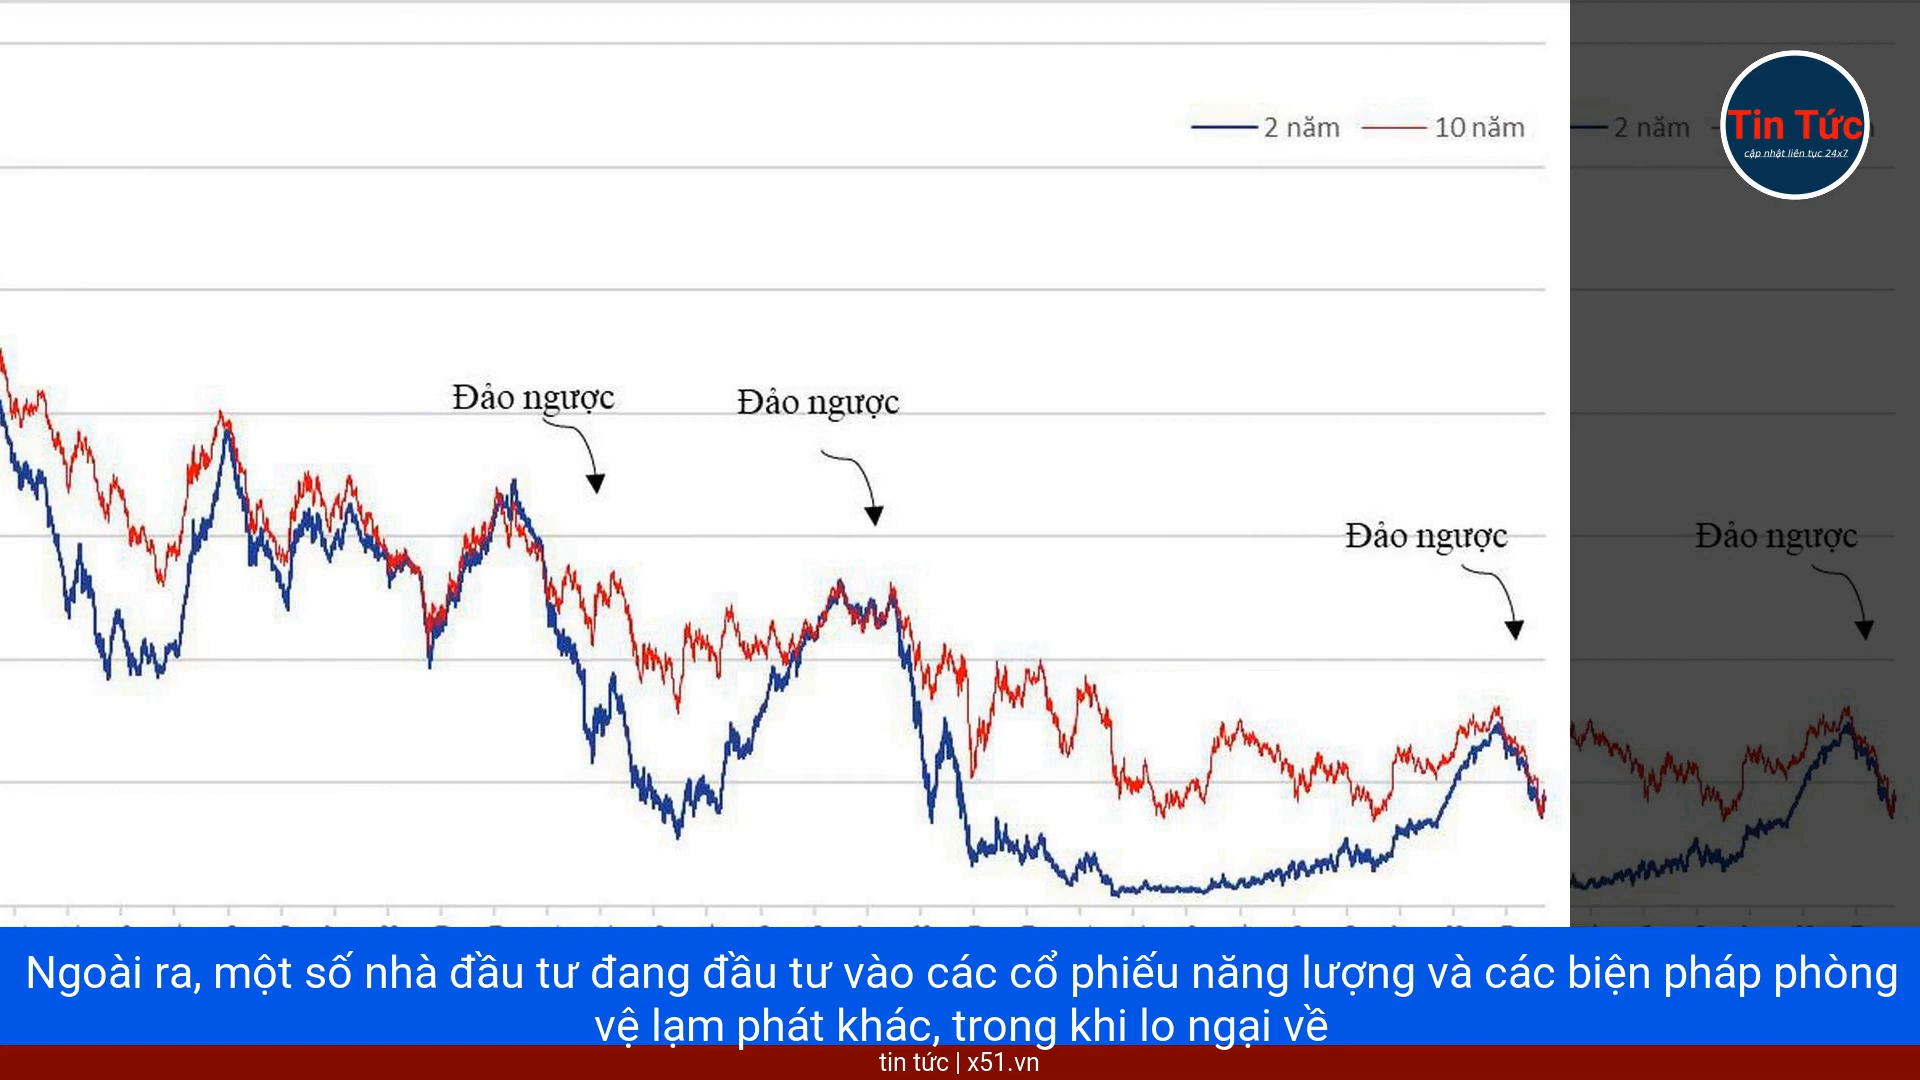 2 năm
10 năm
2 năm
Tin Tức
cập nhật liên tục 24x7
Đảo ngược
Đảo ngược
Đảo ngược
Đảo ngược
Ngoài ra, một số nhà đầu tư đang đầu tư vào các cổ phiếu năng lượng và các biện pháp phòng
vệ lạm phát khác, trong khi lo ngại về
tin tức | x51.vn